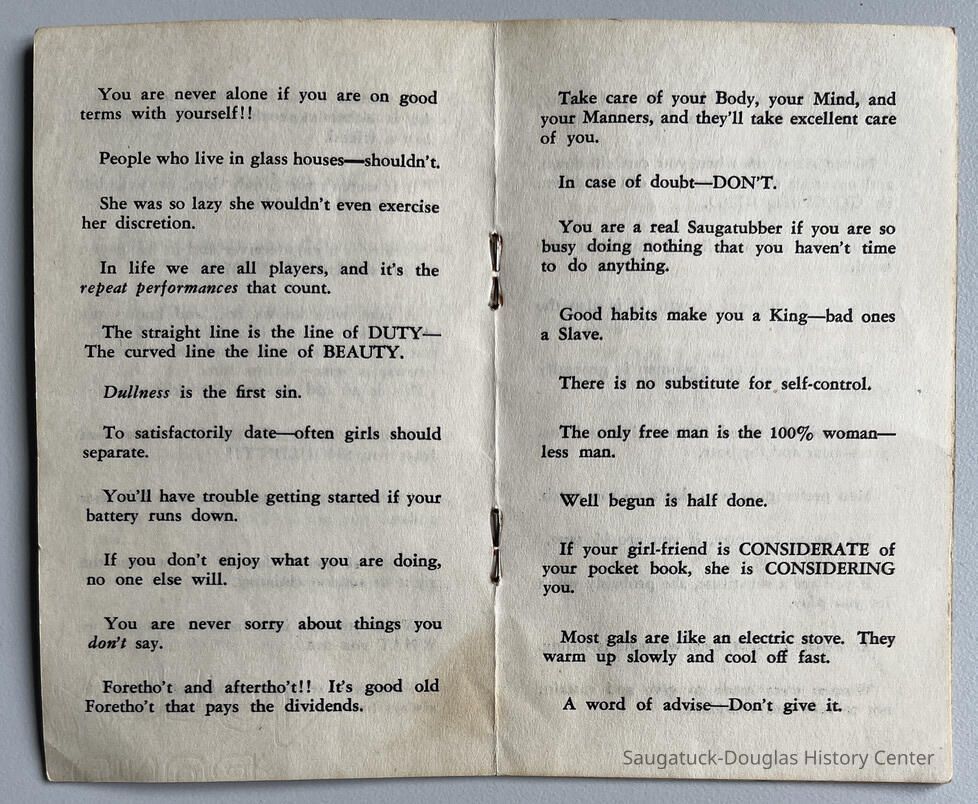 You are never alone if you are on good
terms with yourself!!
People who live in glass houses—shouldn't.
She was so lazy she wouldn't even exercise
her discretion.
In life we are all players, and it's the
repeat performances that count.
The straight line is the line of DUTY—
The curved line the line of BEAUTY.
Dullness is the first sin.
To satisfactorily date—often girls should
separate.
You'll have trouble getting started if your
battery runs down.
If you don't enjoy what you are doing,
no one else will.
You are never sorry about things you
don't say.
Foretho't and aftertho't!! It's good old
Foretho't that pays the dividends.
Take care of your Body, your Mind, and
your Manners, and they'll take excellent care
of you.
In case of doubt—DON'T.
You are a real Saugatubber if you are so
busy doing nothing that you haven't time
to do anything.
Good habits make you a King—bad ones
a Slave.
There is no substitute for self-control.
The only free man is the 100% woman—
less man.
Well begun is half done.
If your girl-friend is CONSIDERATE of
your pocket book, she is CONSIDERING
you.
Most gals are like an electric stove. They
warm up slowly and cool off fast.
A word of advise—Don't give it.
Saugatuck-Douglas History Center